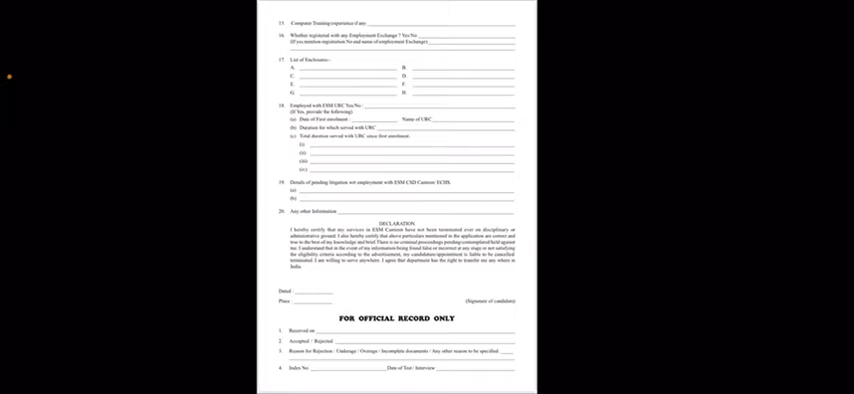 15. Computer Training/experience if any
16. Whether registered with any Employment Exchange ? Yes/No
(If yes mention registration No and name of employment Exchange)
17. List of Enclosures:-
A. B.
C. D.
E. F.
G. H.
18. Employed with ESM URC Yes/No :
(If Yes, provide the following)
(a) Date of First enrolment : Name of URC
(b) Duration for which served with URC
(c) Total duration served with URC since first enrolment.
(i)
(ii)
(iii)
(iv)
19. Details of pending litigation wrt employment with ESM CSD Canteen/ ECHS.
(a)
(b)
20. Any other Information
DECLARATION
I hereby certify that my services in ESM Canteen have not been terminated ever on disciplinary or
administrative ground. I also hereby certify that above particulars mentioned in the application are correct and
true to the best of my knowledge and brief. There is no criminal proceedings pending/contemplated/held against
me. I understand that in the event of my information being found false or incorrect at any stage or not satisfying
the eligibility criteria according to the advertisement, my candidature/appointment is liable to be cancelled/
terminated. I am willing to serve anywhere. I agree that department has the right to transfer me any where in
India.
Dated :
Place : (Signature of candidate)
FOR OFFICIAL RECORD ONLY
1. Received on
2. Accepted / Rejected
3. Reason for Rejection : Underage / Overage / Incomplete documents / Any other reason to be specified
4. Index No Date of Test / Interview